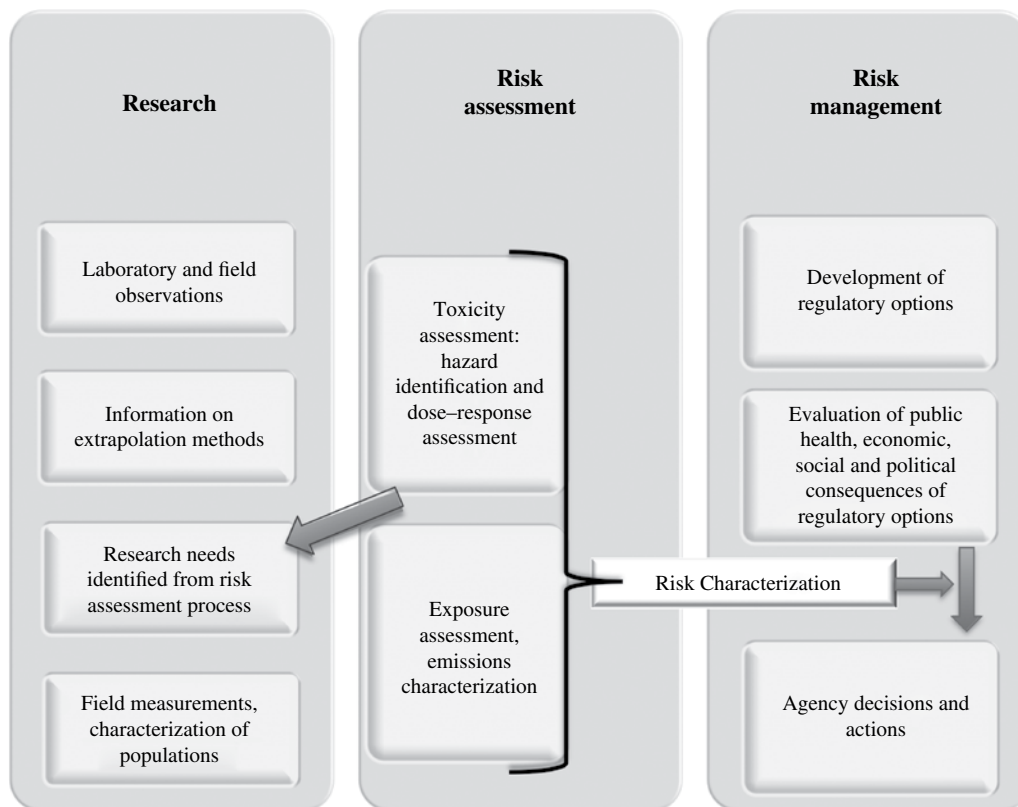 Research
Laboratory and field
observations
Information on
extrapolation methods
Research needs
identified from risk
assessment process
Field measurements,
characterization of
populations
Risk
assessment
Toxicity
assessment:
hazard
identification and
dose–response
assessment
Exposure
assessment,
emissions
characterization
Risk Characterization
Risk
management
Development of
regulatory options
Evaluation of public
health, economic,
social and political
consequences of
regulatory options
Agency decisions and
actions